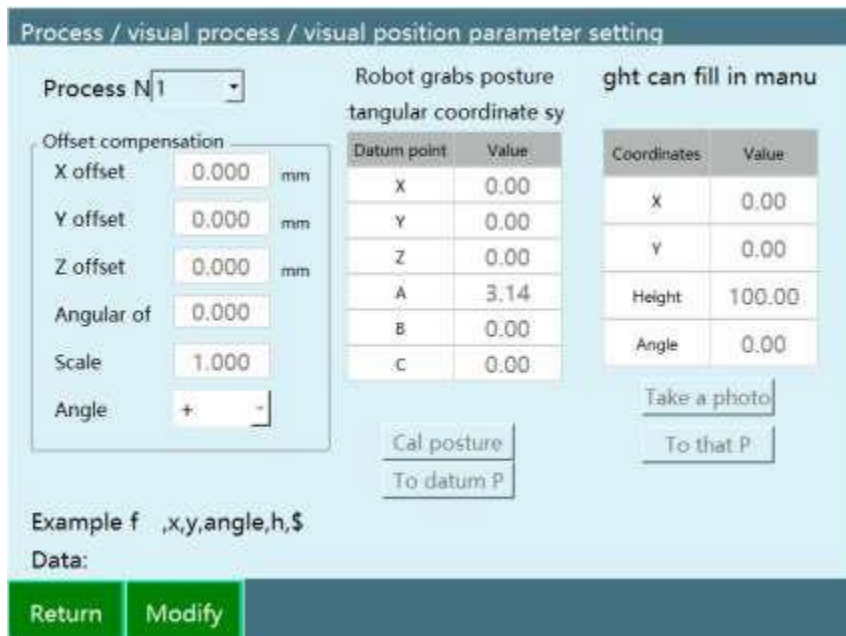 Process / visual process / visual position parameter setting
Process N 1
Offset compensation
X offset 0.000 mm
Y offset 0.000 mm
Z offset 0.000 mm
Angular of 0.000
Scale 1.000
Angle +
Robot grabs posture
tangular coordinate sy
Datum point Value
X 0.00
Y 0.00
Z 0.00
A 3.14
B 0.00
C 0.00
Cal posture
To datum P
ght can fill in manu
Coordinates Value
X 0.00
Y 0.00
Height 100.00
Angle 0.00
Take a photo
To that P
Example f ,x,y,angle,h,$
Data:
Return Modify